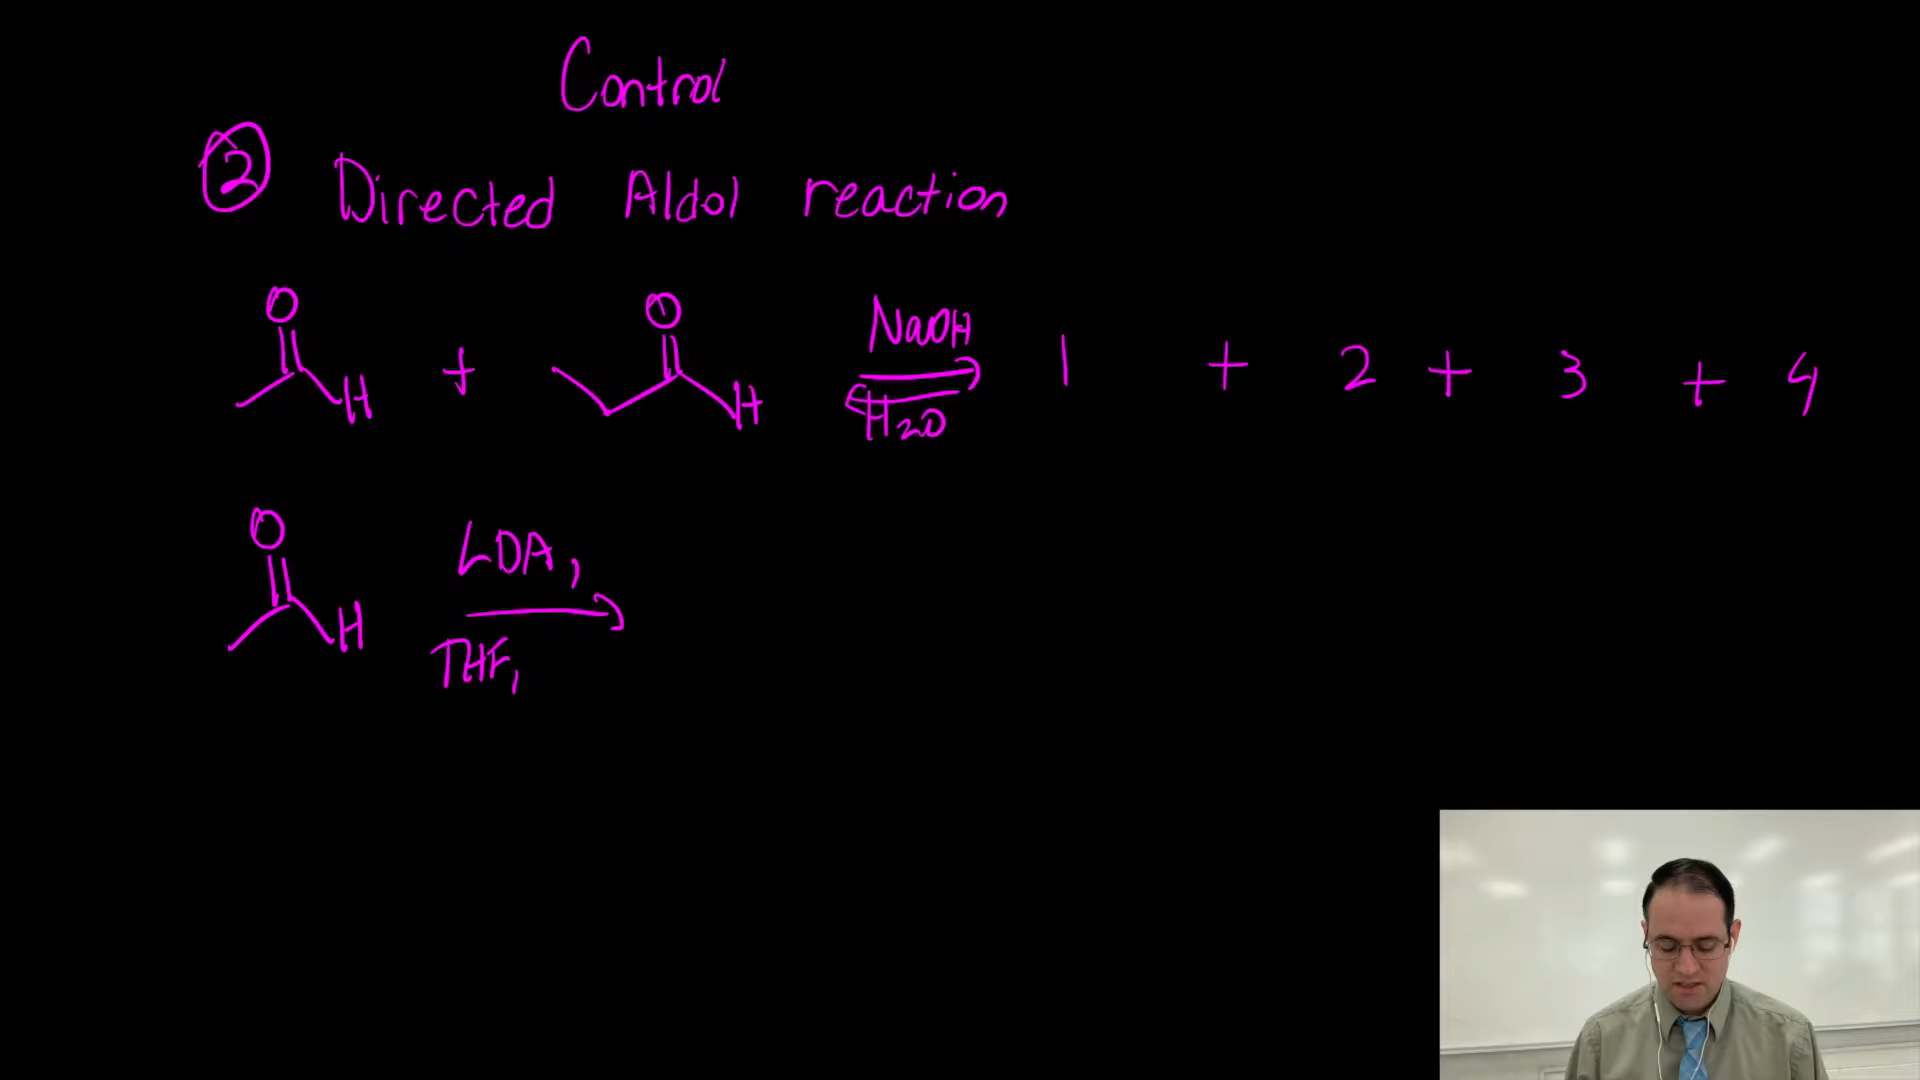 Control
2 Directed Aldol reaction
O O NaOH
H + H H2O 1 + 2 + 3 + 4
O LDA,
H THF,